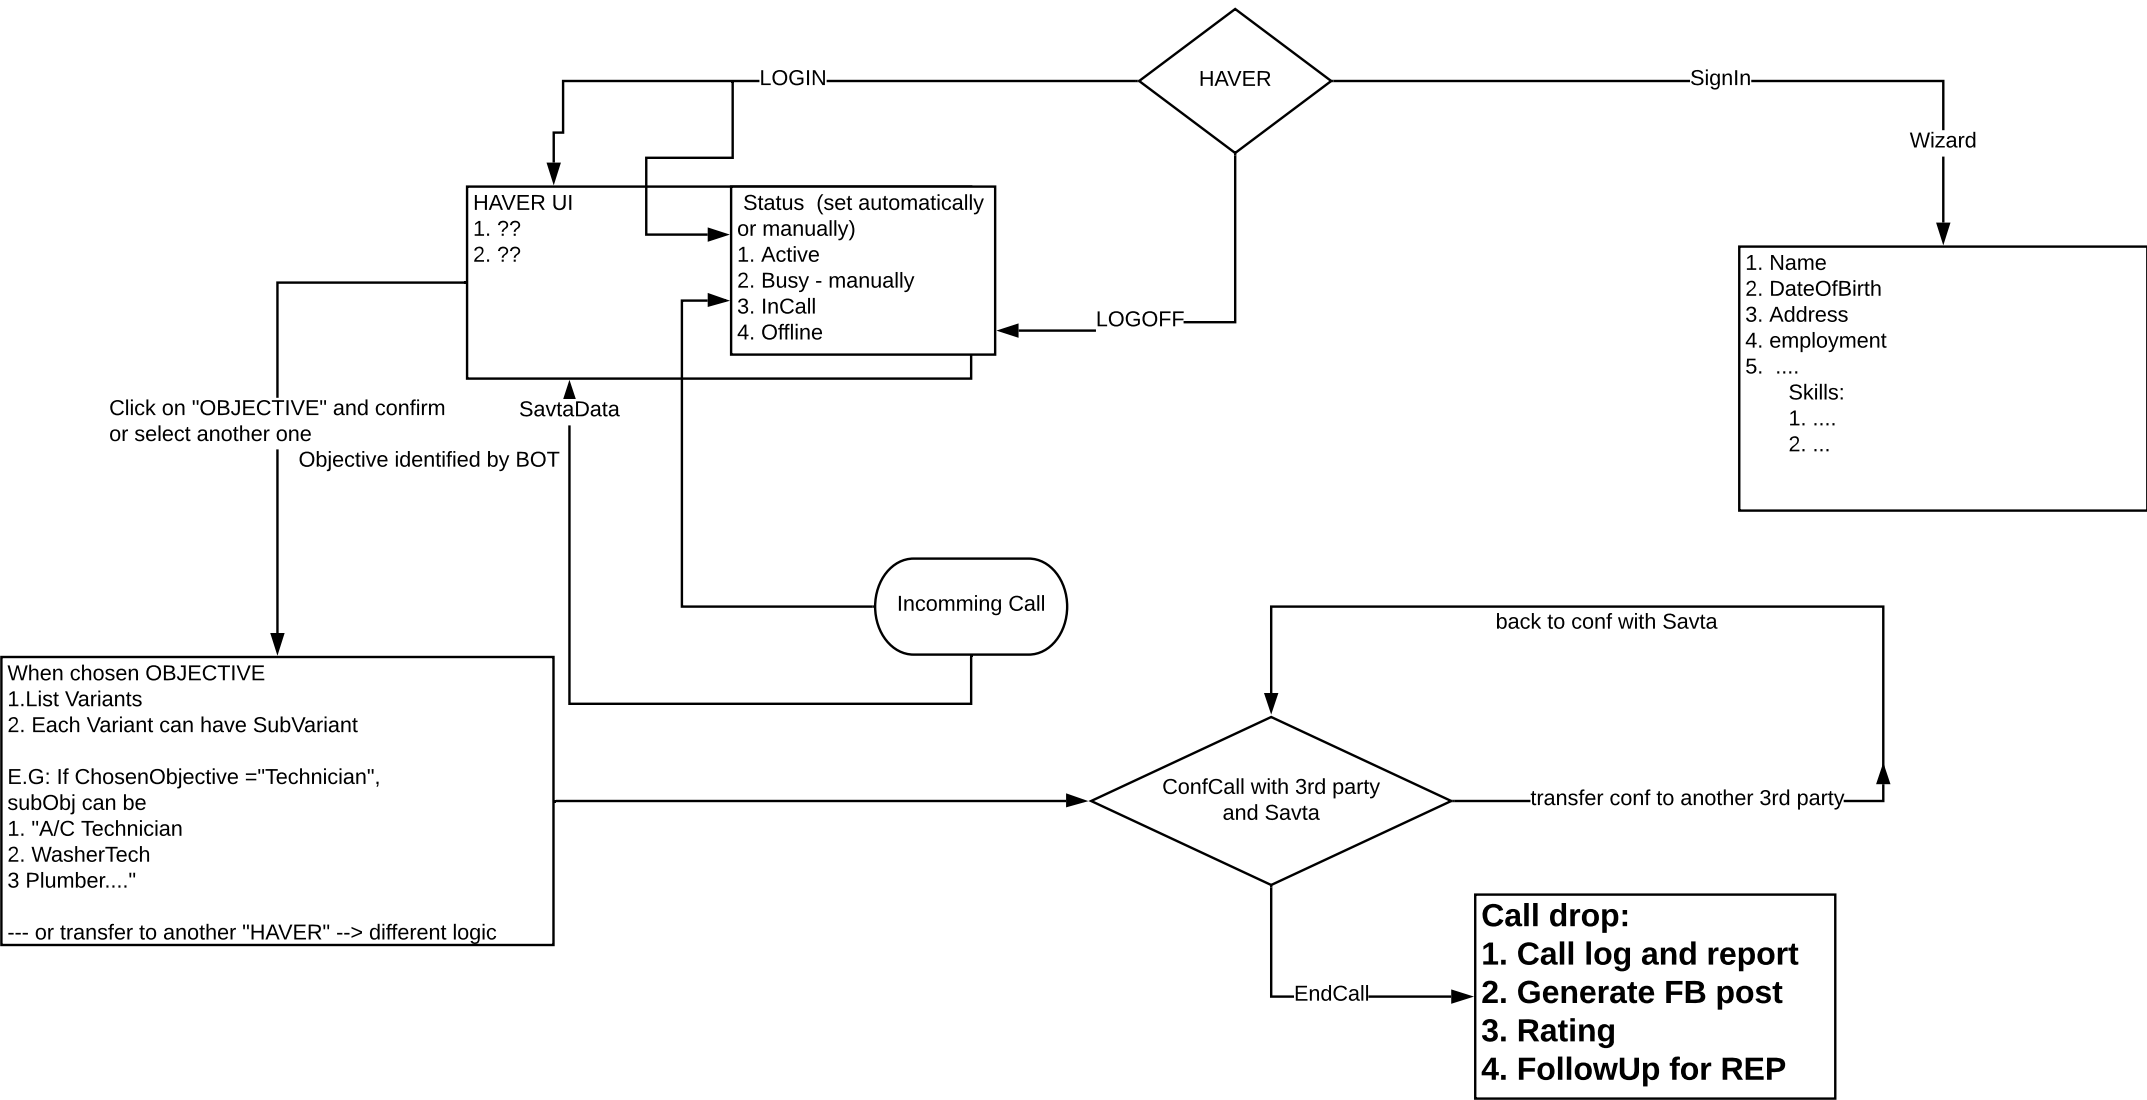 HAVER
LOGIN
SignIn
Wizard
HAVER UI
1. ??
2. ??
Status  (set automatically
or manually)
1. Active
2. Busy - manually
3. InCall
4. Offline
LOGOFF
1. Name
2. DateOfBirth
3. Address
4. employment
5.  ....
Skills:
1. ....
2. ...
Click on "OBJECTIVE" and confirm
or select another one
SavtaData
Objective identified by BOT
Incomming Call
back to conf with Savta
When chosen OBJECTIVE
1.List Variants
2. Each Variant can have SubVariant
E.G: If ChosenObjective ="Technician",
subObj can be
1. "A/C Technician
2. WasherTech
3 Plumber...."
--- or transfer to another "HAVER" --> different logic
ConfCall with 3rd party
and Savta
transfer conf to another 3rd party
EndCall
Call drop:
1. Call log and report
2. Generate FB post
3. Rating
4. FollowUp for REP